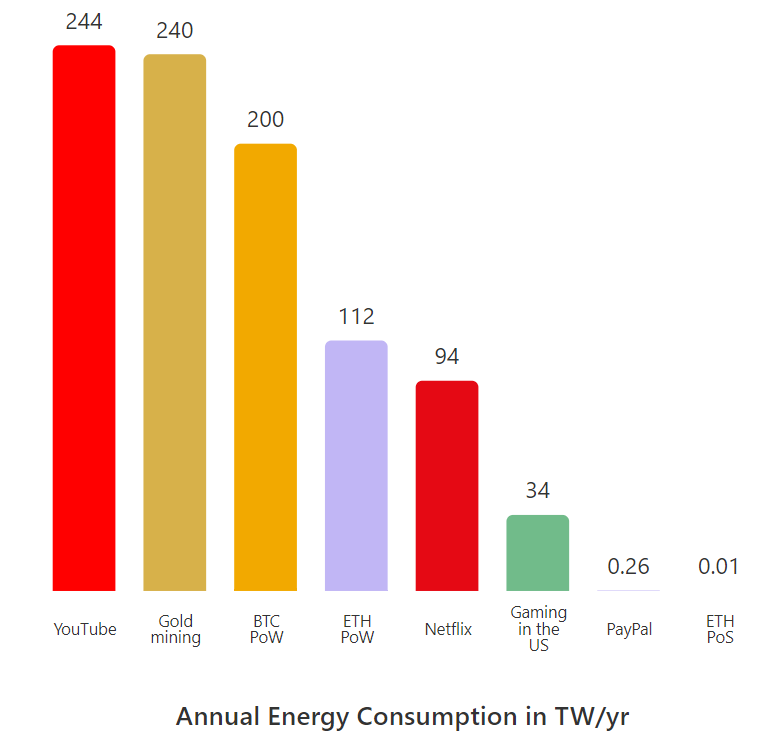 244
240
200
112
94
34
0.26
0.01
YouTube
Gold
mining
BTC
PoW
ETH
PoW
Netflix
Gaming
in the
US
PayPal
ETH
PoS
Annual Energy Consumption in TW/yr